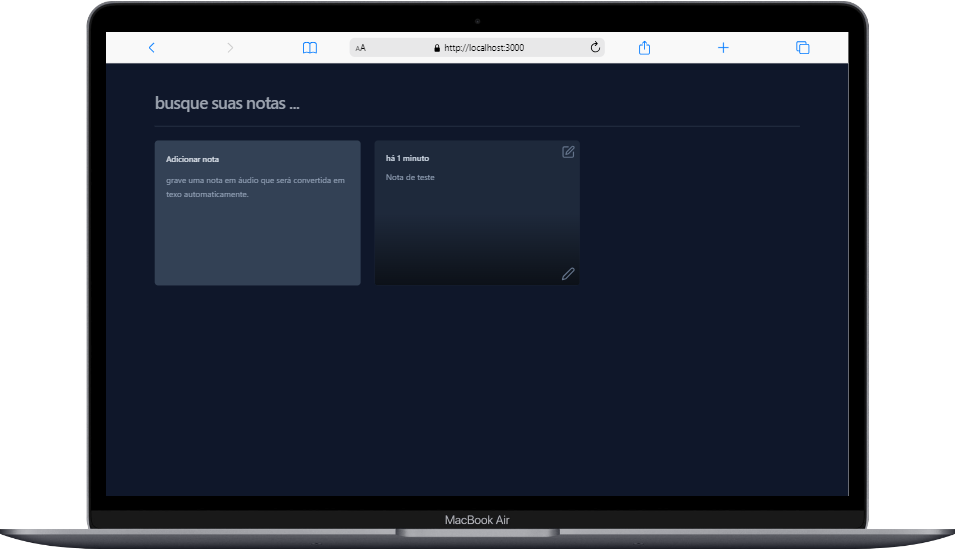 AA
http://localhost:3000
busque suas notas ...
Adicionar nota
grave uma nota em áudio que será convertida em
texo automaticamente.
há 1 minuto
Nota de teste
MacBook Air